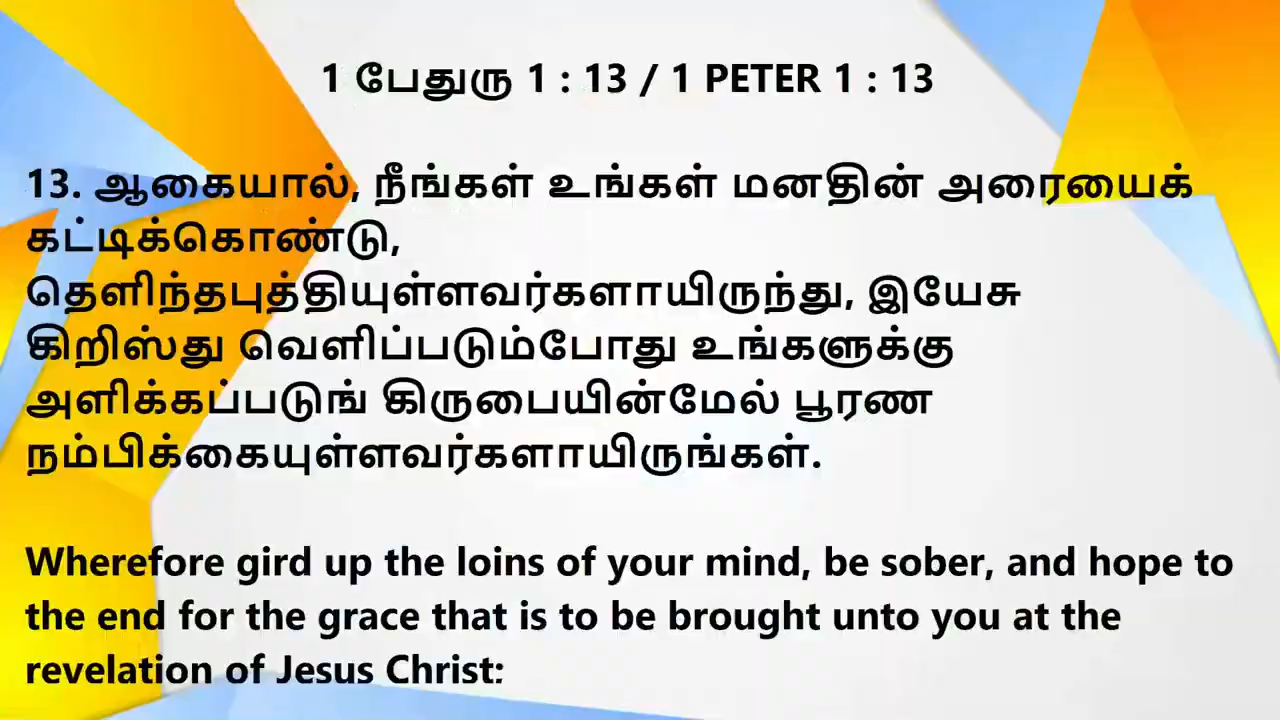 1 பேதுரு 1 : 13 / 1 PETER 1 : 13
13. ஆகையால், நீங்கள் உங்கள் மனதின் அரையைக்
கட்டிக்கொண்டு,
தெளிந்தபுத்தியுள்ளவர்களாயிருந்து, இயேசு
கிறிஸ்து வெளிப்படும்போது உங்களுக்கு
அளிக்கப்படுங் கிருபையின்மேல் பூரண
நம்பிக்கையுள்ளவர்களாயிருங்கள்.
Wherefore gird up the loins of your mind, be sober, and hope to
the end for the grace that is to be brought unto you at the
revelation of Jesus Christ: